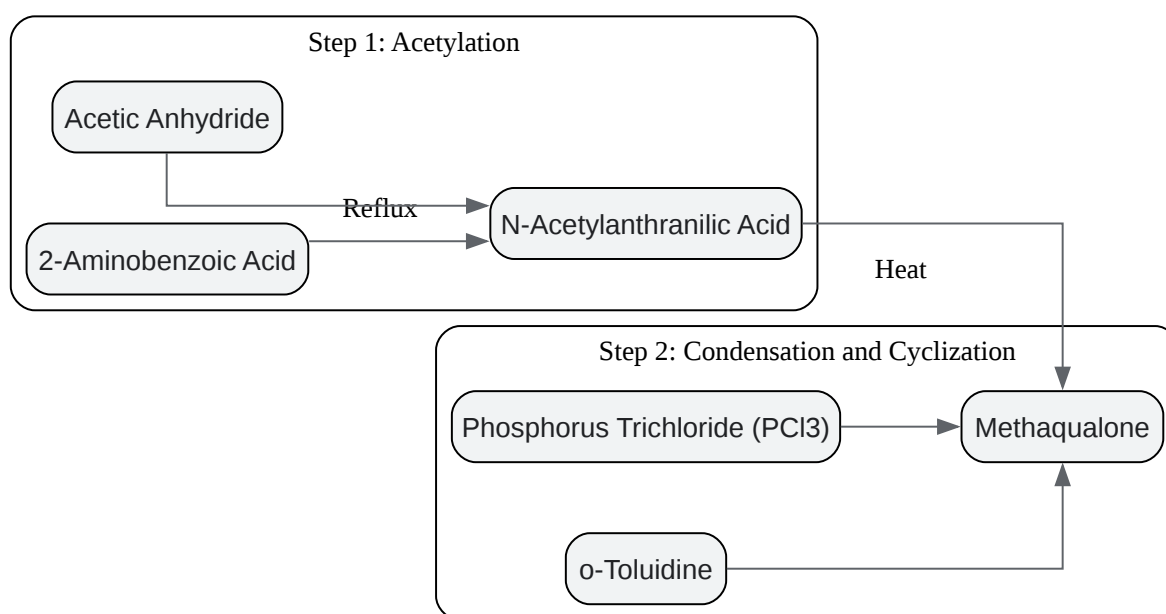 Step 1: Acetylation
Acetic Anhydride
Reflux
2-Aminobenzoic Acid
N-Acetylanthranilic Acid
Heat
Step 2: Condensation and Cyclization
Phosphorus Trichloride (PCl3)
Methaqualone
o-Toluidine